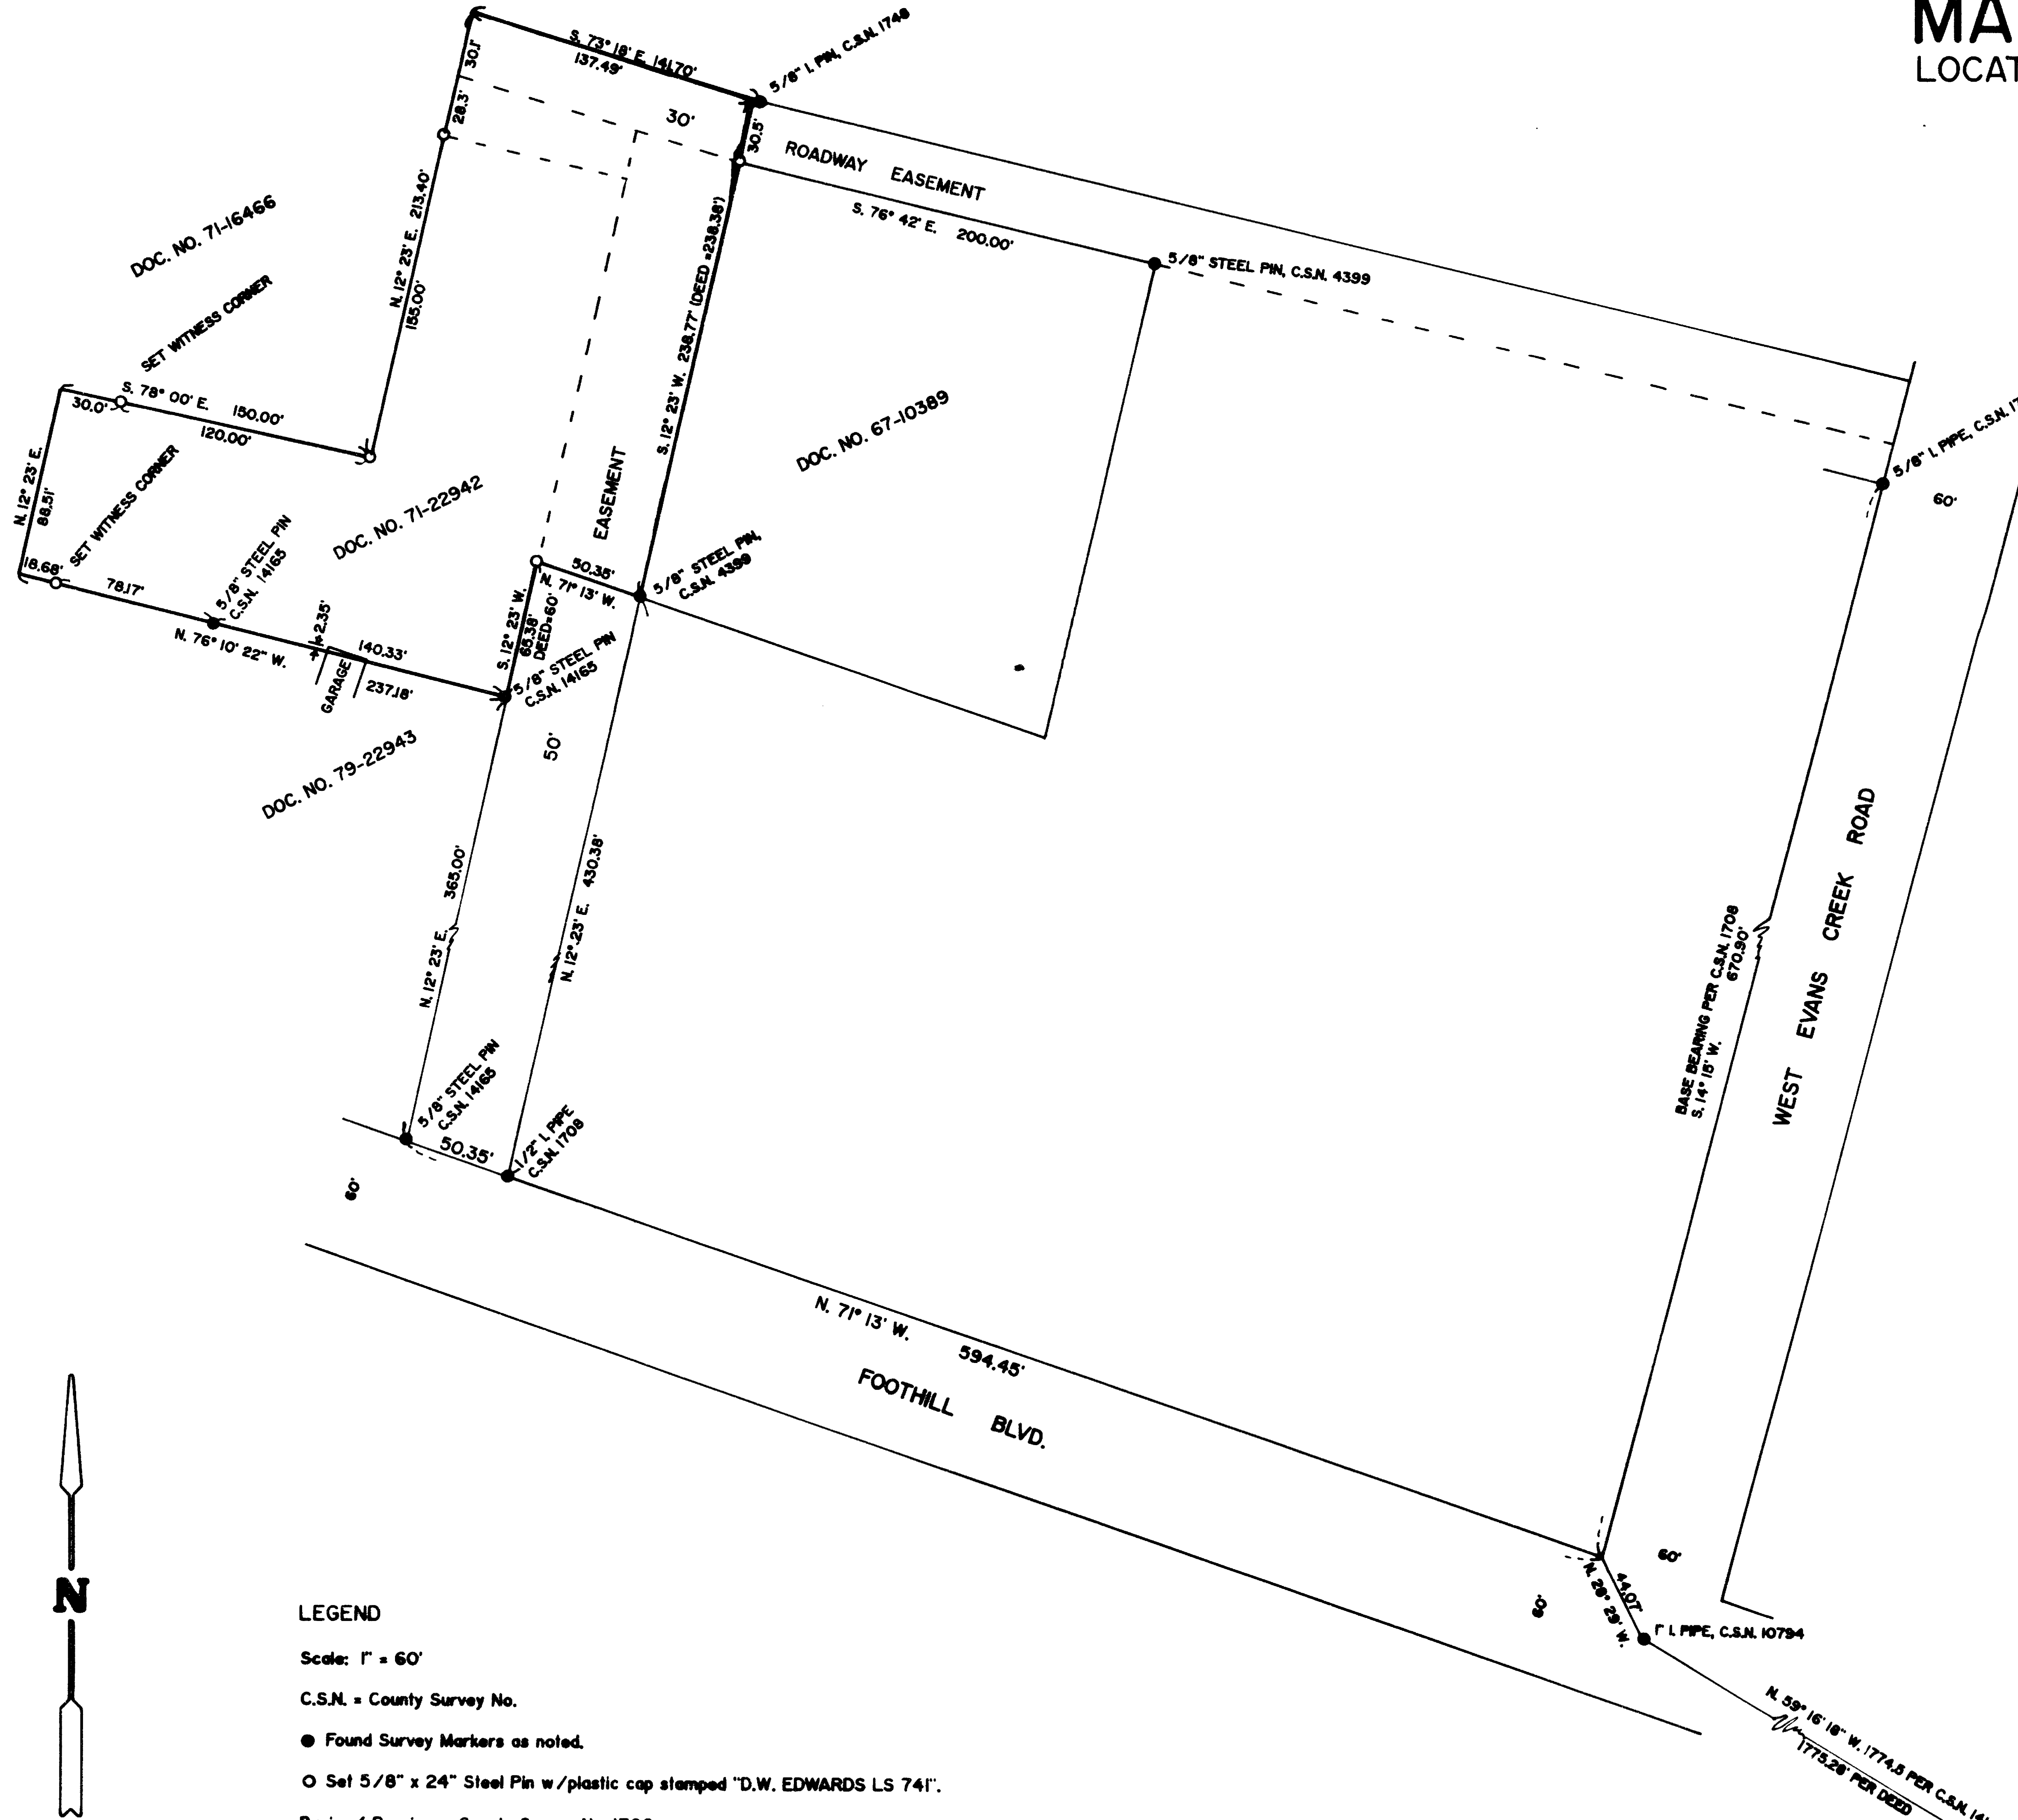 MA
LOCAT
S. 73° 18' E. 141.70'
137.49'
5/8" I. PIN, C.S.N. 1748
30.1'
28.3'
30'
30.5'
ROADWAY EASEMENT
S. 76° 42' E. 200.00'
5/8" STEEL PIN, C.S.N. 4399
DOC. NO. 71-16466
N. 12° 23' E. 213.40'
155.00'
SET WITNESS CORNER
S. 12° 23' W. 238.77' (DEED = 238.38')
DOC. NO. 67-10389
5/8" I. PIPE, C.S.N.
60'
S. 78° 00' E. 150.00'
30.0'
120.00'
N. 12° 23' E.
88.51'
SET WITNESS CORNER
DOC. NO. 71-22942
EASEMENT
18.68'
78.17'
5/8" STEEL PIN
C.S.N. 14165
50.35'
N. 71° 13' W.
5/8" STEEL PIN,
C.S.N. 4399
S. 12° 23' W.
65.38'
DEED=60'
N. 76° 10' 22" W.
2.35'
140.33'
237.18'
GARAGE
5/8" STEEL PIN
C.S.N. 14165
DOC. NO. 79-22943
50'
N. 12° 23' E. 365.00'
N. 12° 23' E. 430.38'
BASE BEARING PER C.S.N. 1708
670.90'
S. 14° 15' W.
WEST EVANS CREEK ROAD
5/8" STEEL PIN
C.S.N. 14165
50.35'
1/2" I. PIPE
C.S.N. 1708
60'
N. 71° 13' W. 594.45'
FOOTHILL BLVD.
60'
60'
44.07'
N. 28° 29' W.
1" I. PIPE, C.S.N. 10794
N. 59° 16' 18" W. 1774.5 PER C.S.N.
1775.28' PER DEED
N
LEGEND
Scale: 1" = 60'
C.S.N. = County Survey No.
Found Survey Markers as noted.
Set 5/8" x 24" Steel Pin w/plastic cap stamped "D.W. EDWARDS LS 741".